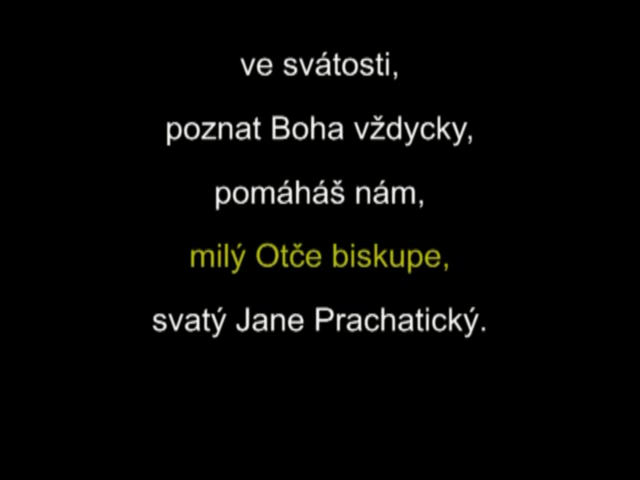 ve svátosti,
poznat Boha vždycky,
pomáháš nám,
milý Otče biskupe,
svatý Jane Prachatický.